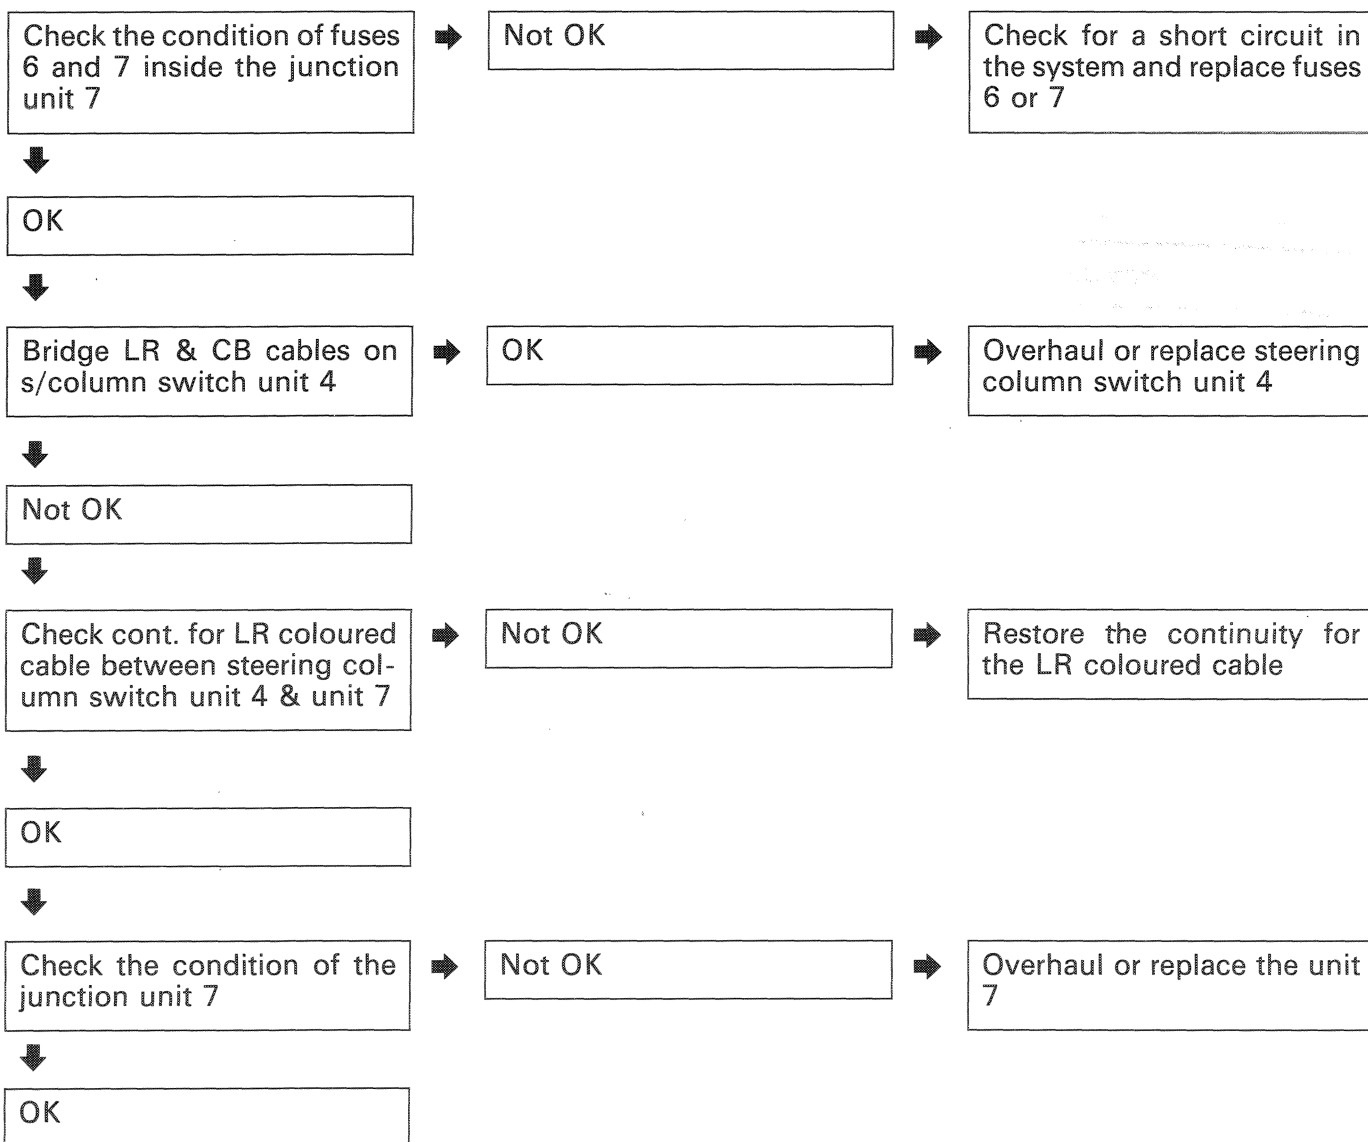 Check the condition of fuses
6 and 7 inside the junction
unit 7
Not OK
Check for a short circuit in
the system and replace fuses
6 or 7
OK
Bridge LR & CB cables on
s/column switch unit 4
OK
Overhaul or replace steering
column switch unit 4
Not OK
Check cont. for LR coloured
cable between steering col-
umn switch unit 4 & unit 7
Not OK
Restore the continuity for
the LR coloured cable
OK
Check the condition of the
junction unit 7
Not OK
Overhaul or replace the unit
7
OK